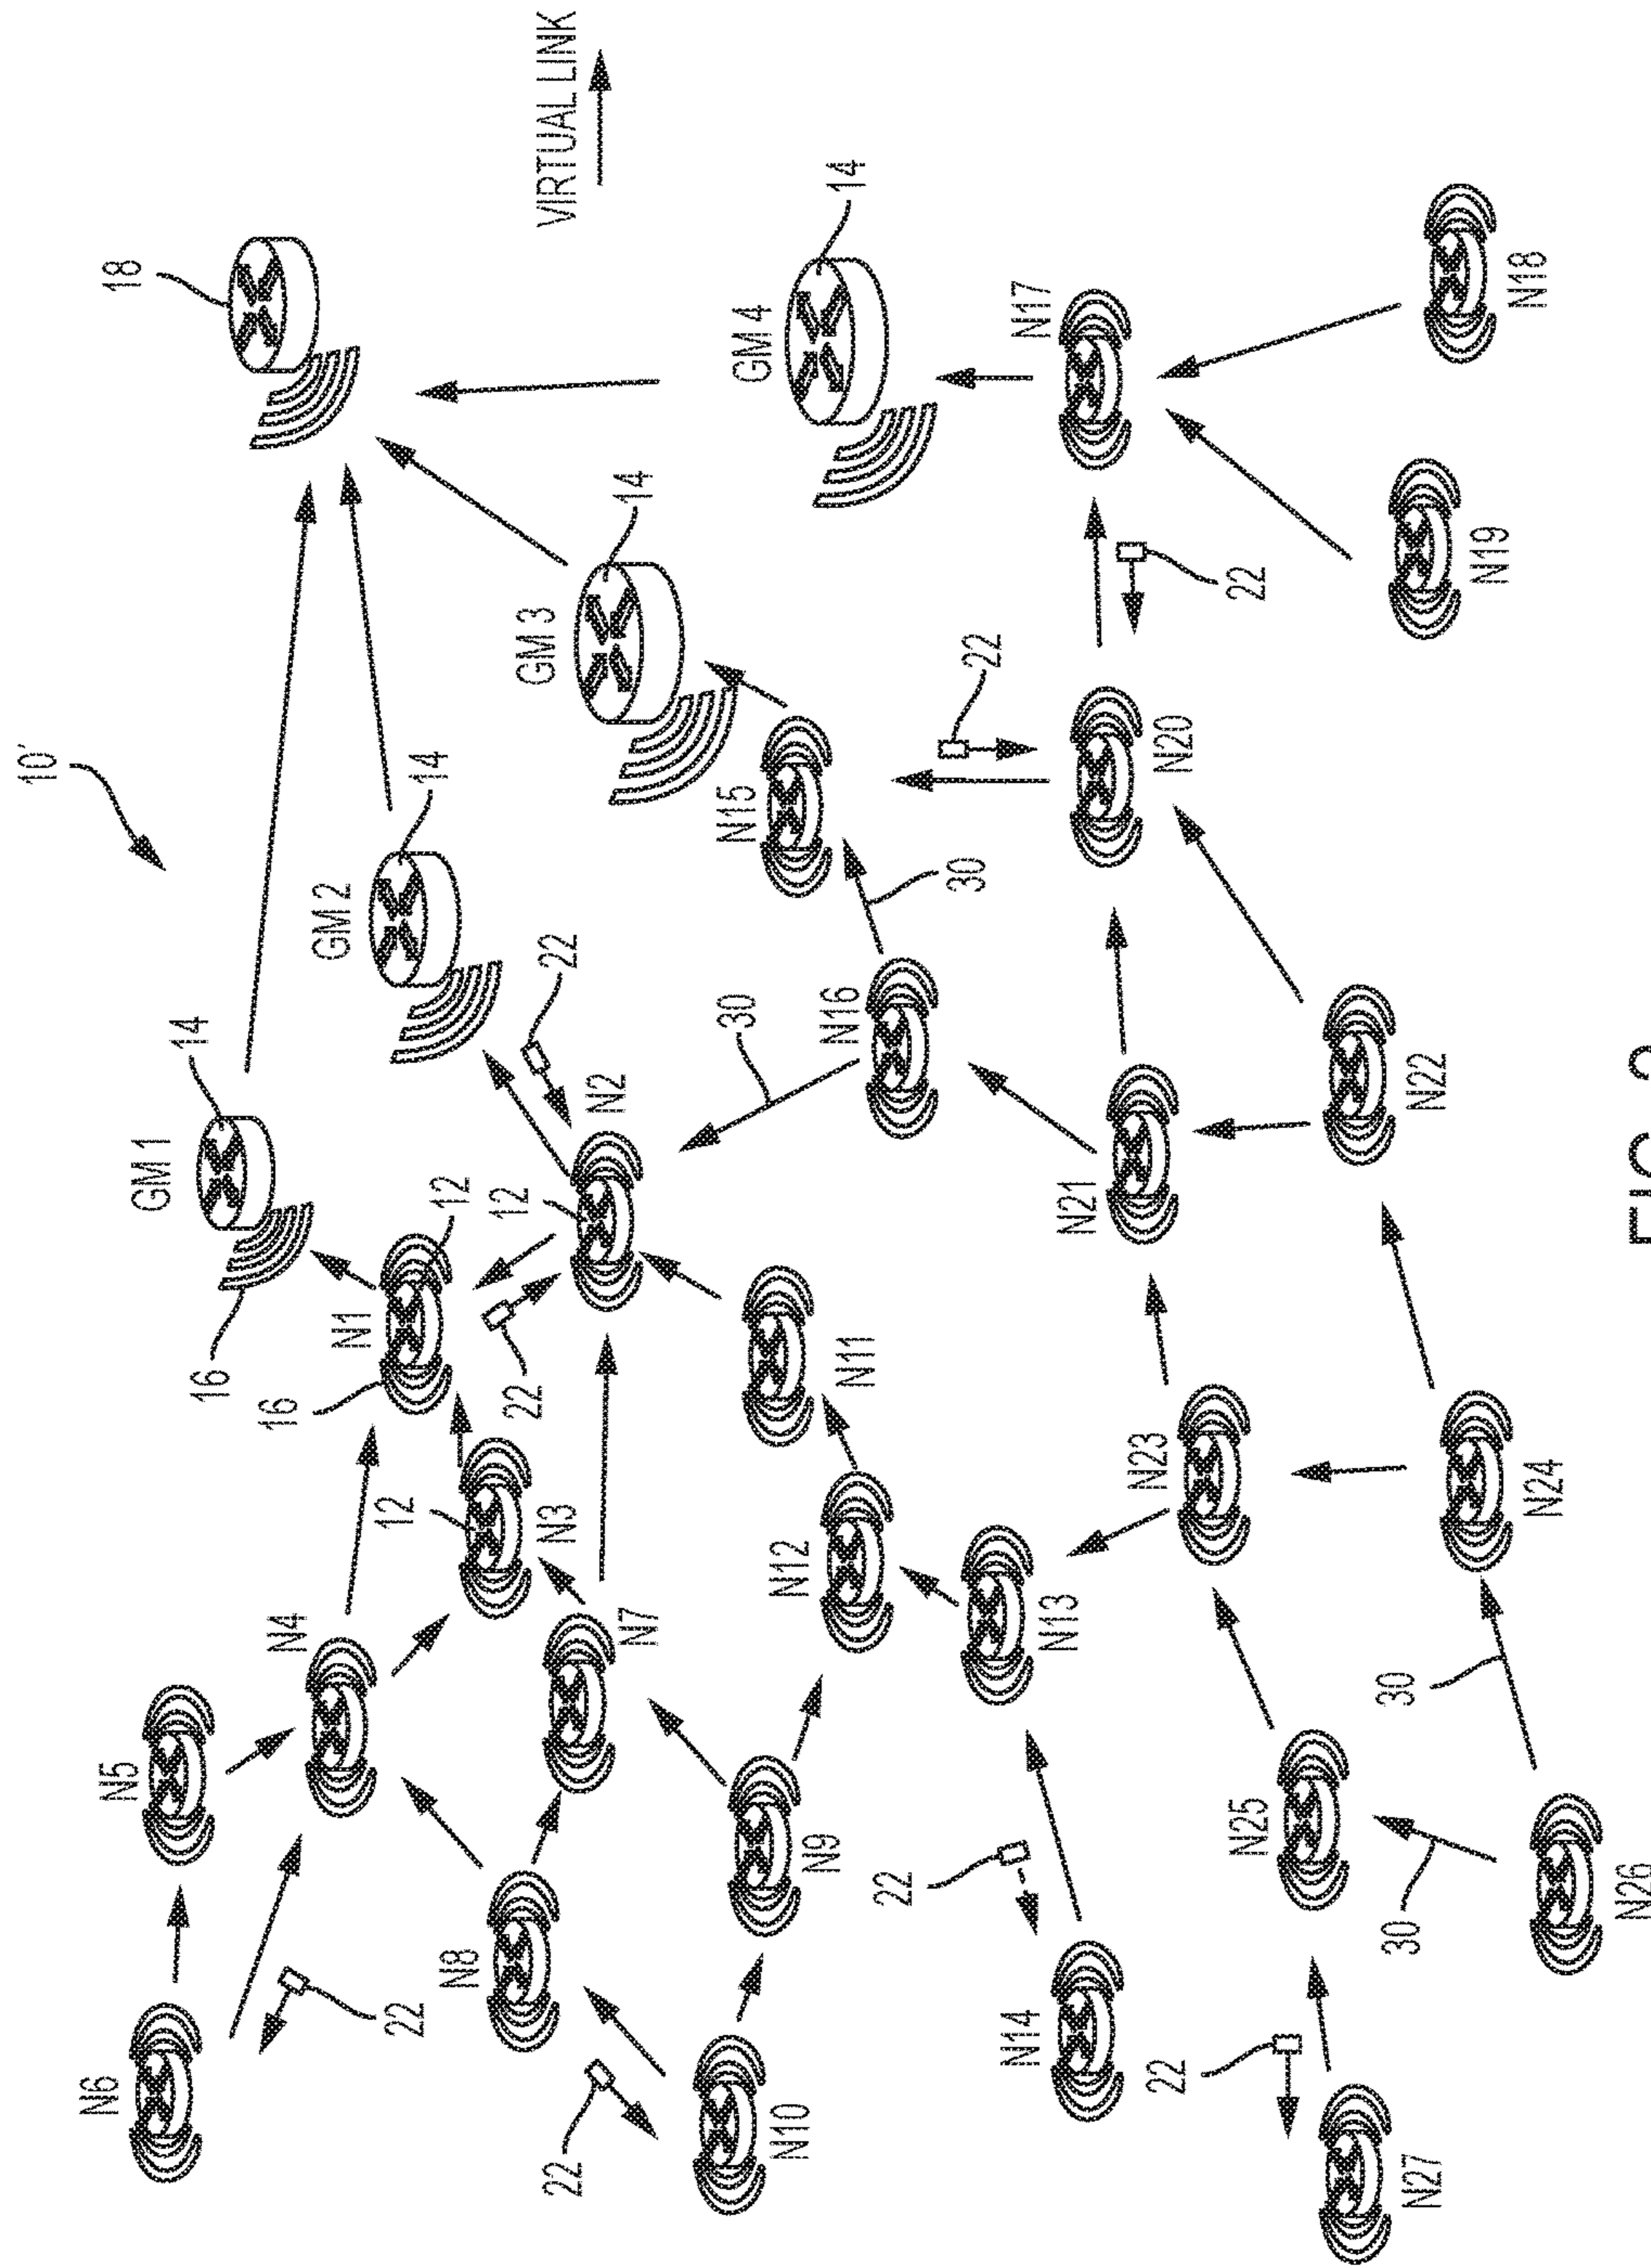 10'
N6
N5
18
GM 1
14
16
16
N4
GM 2
N1
22
12
12
14
N8
22
12
22
N3
22
GM 3
VIRTUAL LINK
N2
N7
14
30
N15
GM 4
N10
N12
N9
N16
N11
14
22
30
22
N14
N13
N21
N17
22
N23
N20
N25
22
30
30
N27
N22
N19
N18
N24
N26
FIG.